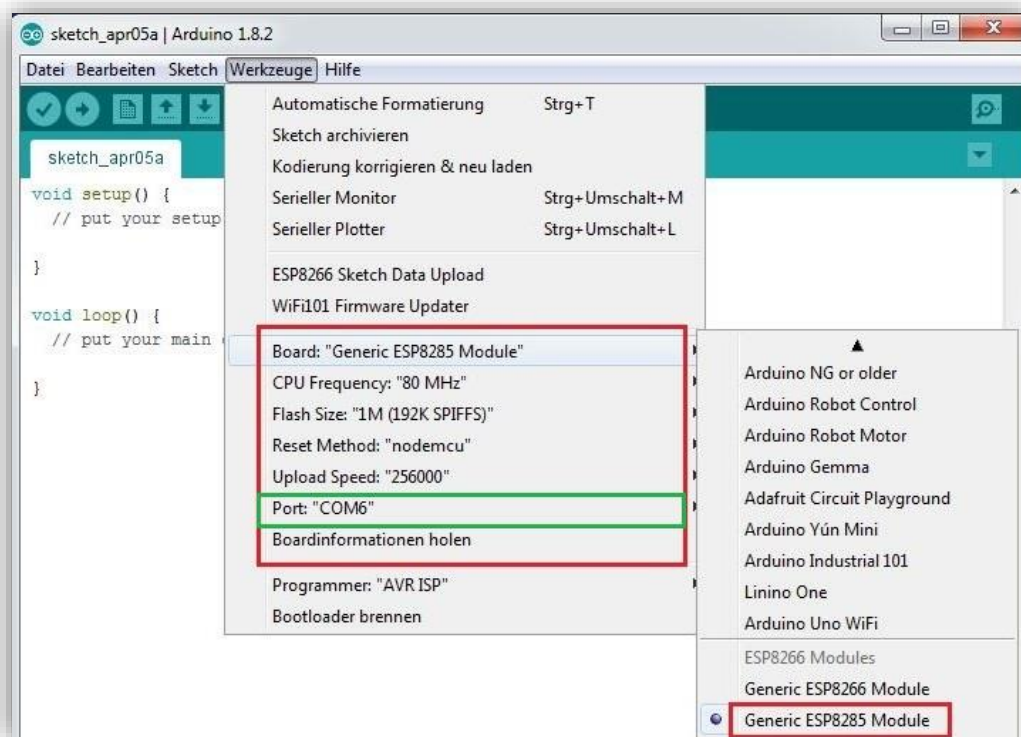 sketch_apr05a | Arduino 1.8.2
Datei Bearbeiten Sketch Werkzeuge Hilfe
sketch_apr05a
void setup() {
// put your setup
}
void loop() {
// put your main
}
Automatische Formatierung Strg+T
Sketch archivieren
Kodierung korrigieren & neu laden
Serieller Monitor Strg+Umschalt+M
Serieller Plotter Strg+Umschalt+L
ESP8266 Sketch Data Upload
WiFi101 Firmware Updater
Board: "Generic ESP8285 Module"
CPU Frequency: "80 MHz"
Flash Size: "1M (192K SPIFFS)"
Reset Method: "nodemcu"
Upload Speed: "256000"
Port: "COM6"
Boardinformationen holen
Programmer: "AVR ISP"
Bootloader brennen
Arduino NG or older
Arduino Robot Control
Arduino Robot Motor
Arduino Gemma
Adafruit Circuit Playground
Arduino Yún Mini
Arduino Industrial 101
Linino One
Arduino Uno WiFi
ESP8266 Modules
Generic ESP8266 Module
Generic ESP8285 Module